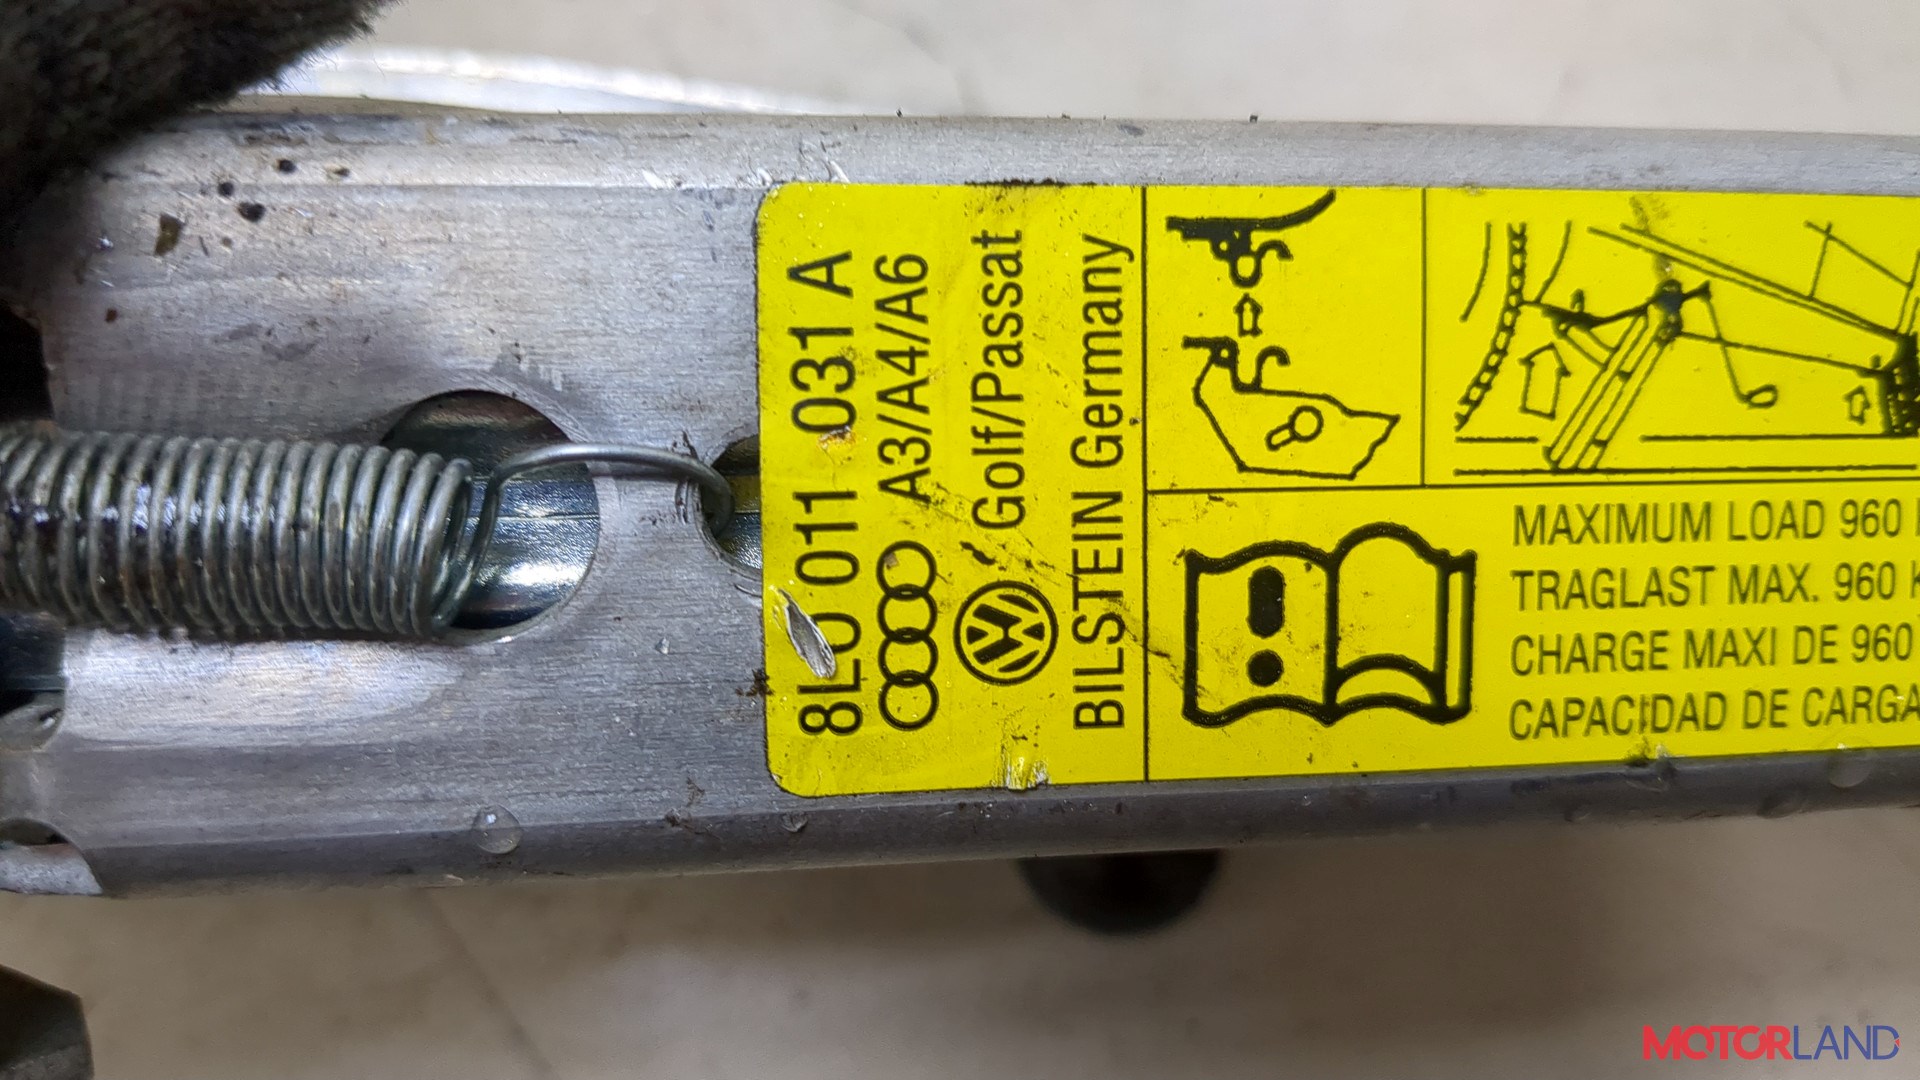 8L0 011 031 A
A3/A4/A6
Golf/Passat
BILSTEIN Germany
MAXIMUM LOAD 960
TRAGLAST MAX. 960 K
CHARGE MAXI DE 960
CAPACIDAD DE CARGA
MOTORLAND